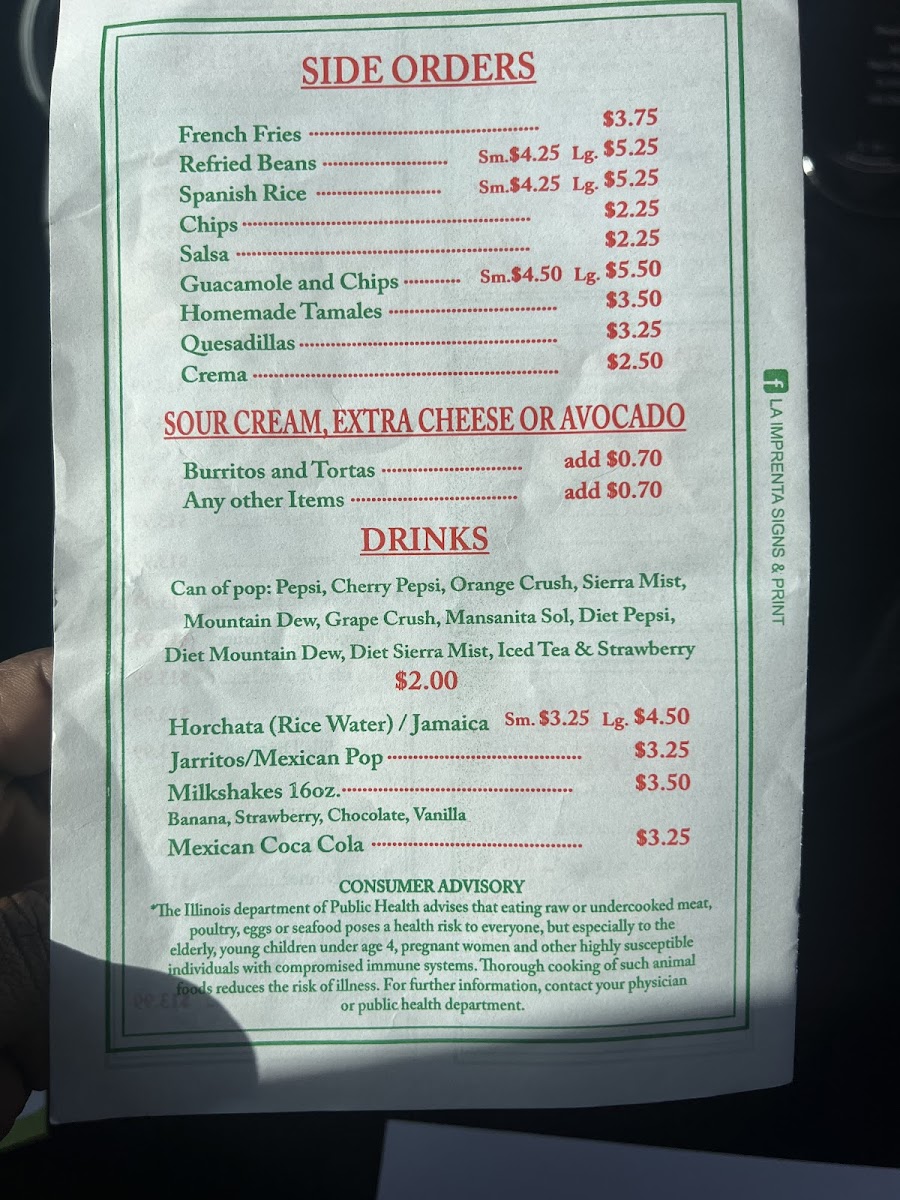 SIDE ORDERS
French Fries $3.75
Refried Beans Sm.$4.25 Lg. $5.25
Spanish Rice Sm.$4.25 Lg. $5.25
Chips $2.25
Salsa $2.25
Guacamole and Chips Sm.$4.50 Lg. $5.50
Homemade Tamales $3.50
Quesadillas $3.25
Crema $2.50
SOUR CREAM, EXTRA CHEESE OR AVOCADO
Burritos and Tortas add $0.70
Any other Items add $0.70
DRINKS
Can of pop: Pepsi, Cherry Pepsi, Orange Crush, Sierra Mist,
Mountain Dew, Grape Crush, Mansanita Sol, Diet Pepsi,
Diet Mountain Dew, Diet Sierra Mist, Iced Tea & Strawberry
$2.00
Horchata (Rice Water) / Jamaica Sm. $3.25 Lg. $4.50
Jarritos/Mexican Pop $3.25
Milkshakes 16oz. $3.50
Banana, Strawberry, Chocolate, Vanilla
Mexican Coca Cola $3.25
CONSUMER ADVISORY
*The Illinois department of Public Health advises that eating raw or undercooked meat,
poultry, eggs or seafood poses a health risk to everyone, but especially to the
elderly, young children under age 4, pregnant women and other highly susceptible
individuals with compromised immune systems. Thorough cooking of such animal
foods reduces the risk of illness. For further information, contact your physician
or public health department.
f LA IMPRENTA SIGNS & PRINT